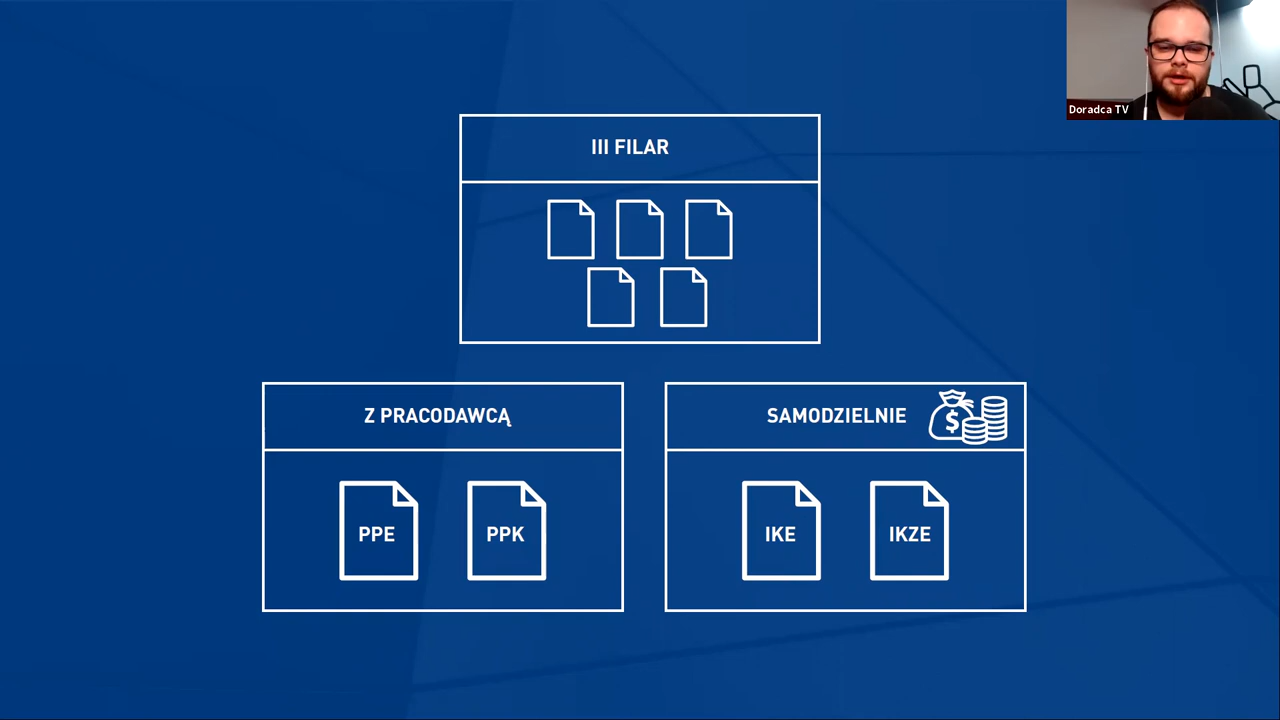 Doradca TV
III FILAR
Z PRACODAWCĄ
SAMODZIELNIE
$
PPE
PPK
IKE
IKZE